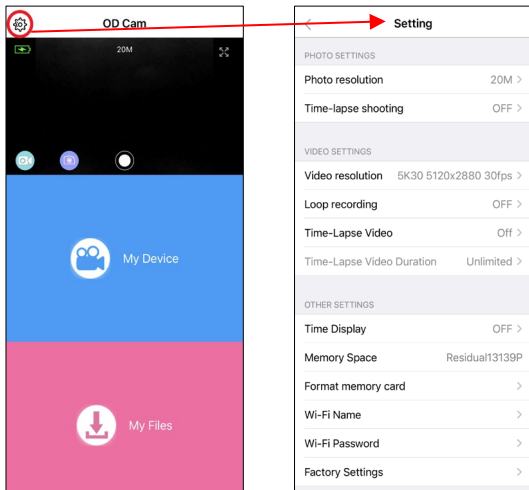 OD Cam
20M
My Device
My Files
Setting
PHOTO SETTINGS
Photo resolution 20M >
Time-lapse shooting OFF >
VIDEO SETTINGS
Video resolution 5K30 5120x2880 30fps >
Loop recording OFF >
Time-Lapse Video Off >
Time-Lapse Video Duration Unlimited >
OTHER SETTINGS
Time Display OFF >
Memory Space Residual13139P
Format memory card >
Wi-Fi Name >
Wi-Fi Password >
Factory Settings >